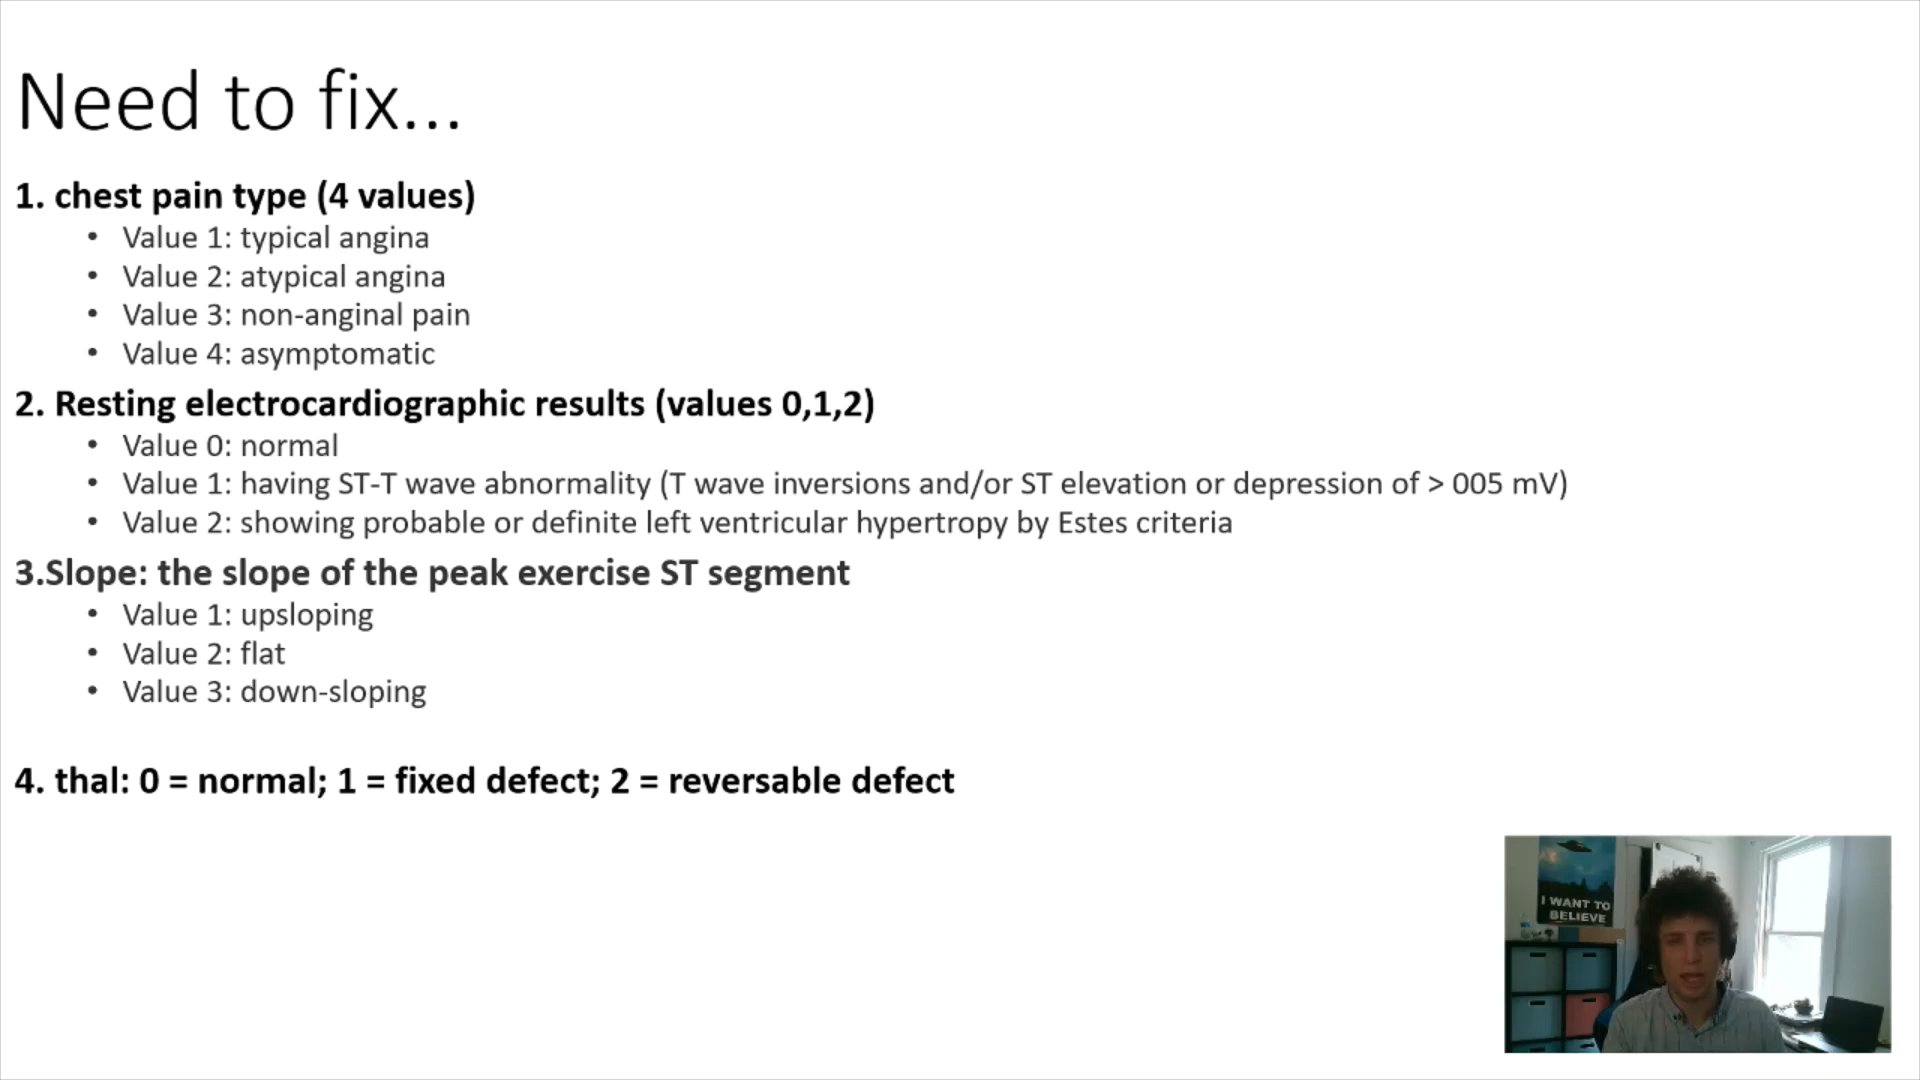 Need to fix...
1. chest pain type (4 values)
• Value 1: typical angina
• Value 2: atypical angina
• Value 3: non-anginal pain
• Value 4: asymptomatic
2. Resting electrocardiographic results (values 0,1,2)
• Value 0: normal
• Value 1: having ST-T wave abnormality (T wave inversions and/or ST elevation or depression of > 005 mV)
• Value 2: showing probable or definite left ventricular hypertropy by Estes criteria
3.Slope: the slope of the peak exercise ST segment
• Value 1: upsloping
• Value 2: flat
• Value 3: down-sloping
4. thal: 0 = normal; 1 = fixed defect; 2 = reversable defect
I WANT TO
BELIEVE